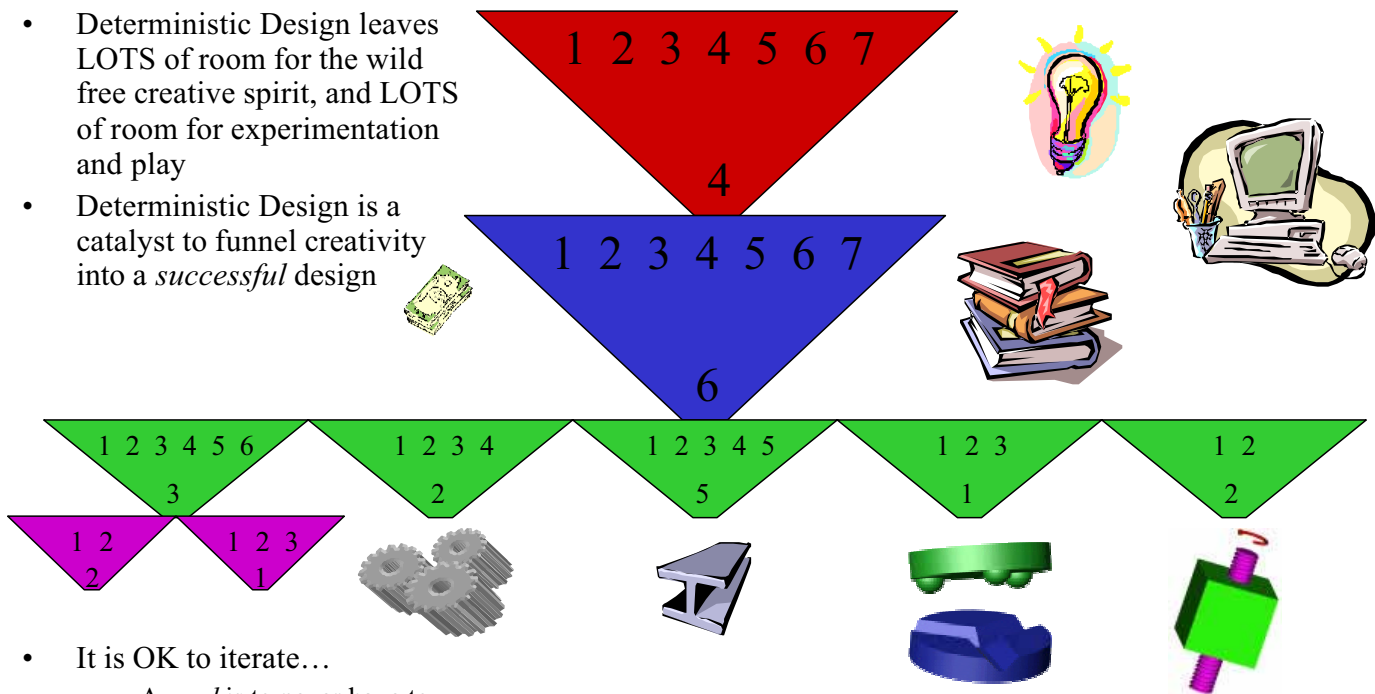 • Deterministic Design leaves
LOTS of room for the wild
free creative spirit, and LOTS
of room for experimentation
and play
• Deterministic Design is a
catalyst to funnel creativity
into a successful design
1 2 3 4 5 6 7
4
1 2 3 4 5 6 7
6
1 2 3 4 5 6
3
1 2 3 4
2
1 2 3 4 5
5
1 2 3
1
1 2
2
1 2
2
1 2 3
1
• It is OK to iterate…